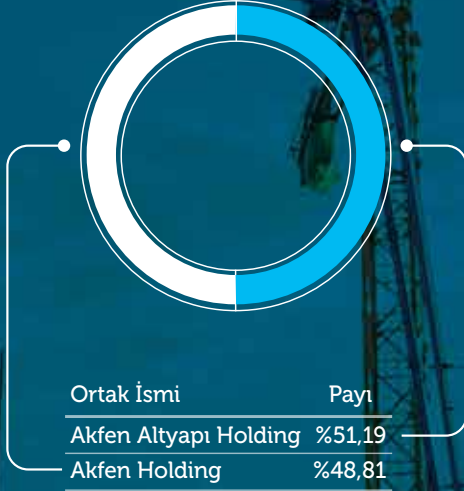 Ortak İsmi Payı
Akfen Altyapı Holding %51,19
Akfen Holding %48,81